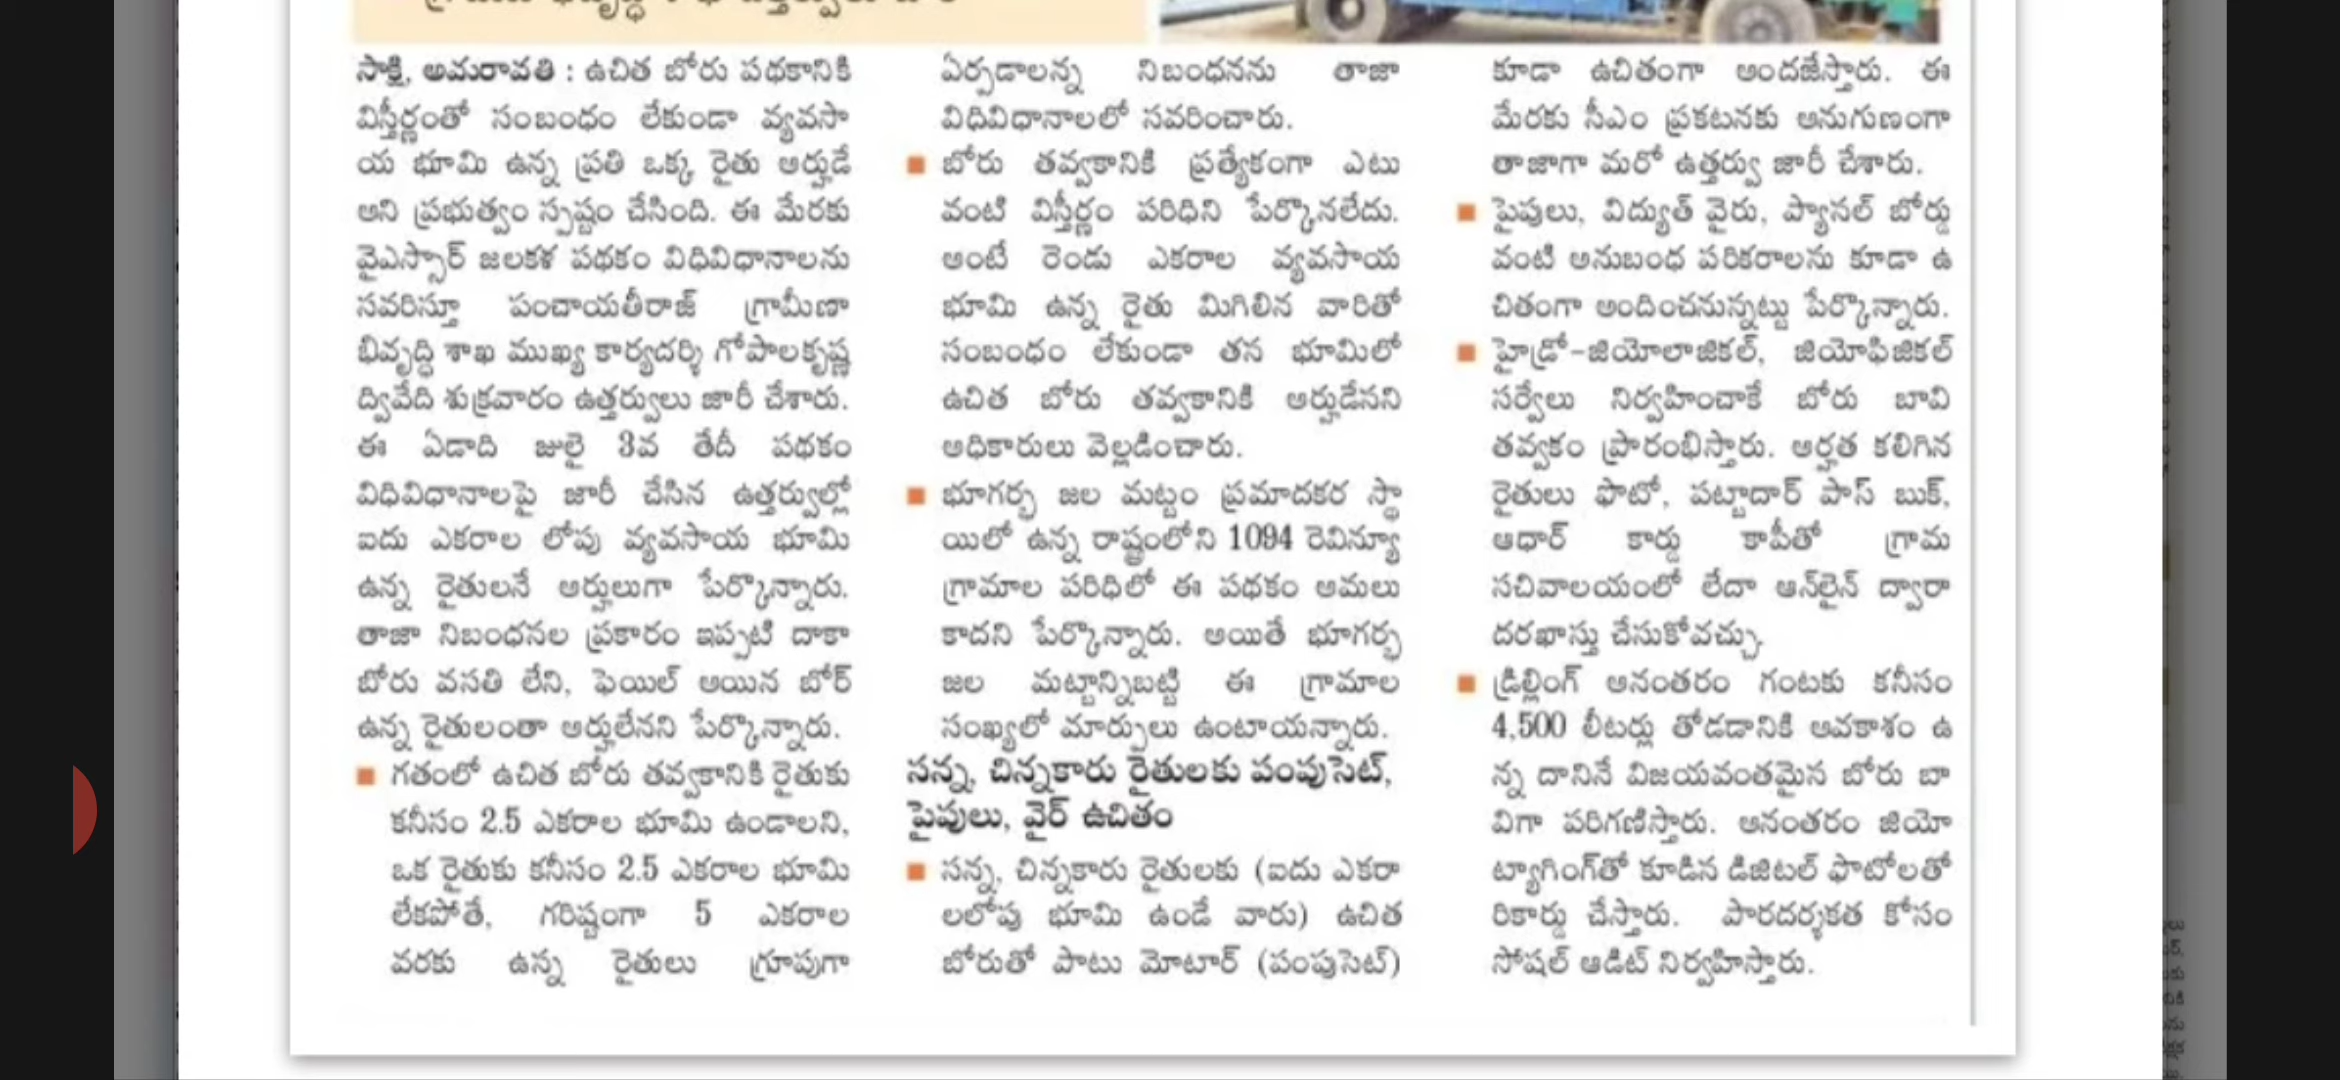 సాక్షి, అమరావతి : ఉచిత బోరు పథకానికి
విస్తీర్ణంతో సంబంధం లేకుండా వ్యవసా
య భూమి ఉన్న ప్రతి ఒక్క రైతు అర్హుడే
అని ప్రభుత్వం స్పష్టం చేసింది. ఈ మేరకు
వైఎస్సార్ జలకళ పథకం విధివిధానాలను
సవరిస్తూ పంచాయతీరాజ్ గ్రామీణా
భివృద్ధి శాఖ ముఖ్య కార్యదర్శి గోపాలకృష్ణ
ద్వివేది శుక్రవారం ఉత్తర్వులు జారీ చేశారు.
ఈ ఏడాది జులై 3వ తేదీ పథకం
విధివిధానాలపై జారీ చేసిన ఉత్తర్వుల్లో
ఐదు ఎకరాల లోపు వ్యవసాయ భూమి
ఉన్న రైతులనే అర్హులుగా పేర్కొన్నారు.
తాజా నిబంధనల ప్రకారం ఇప్పటి దాకా
బోరు వసతి లేని, ఫెయిల్ అయిన బోర్
ఉన్న రైతులంతా అర్హులేనని పేర్కొన్నారు.
■ గతంలో ఉచిత బోరు తవ్వకానికి రైతుకు
కనీసం 2.5 ఎకరాల భూమి ఉండాలని,
ఒక రైతుకు కనీసం 2.5 ఎకరాల భూమి
లేకపోతే, గరిష్టంగా 5 ఎకరాల
వరకు ఉన్న రైతులు గ్రూపుగా
ఏర్పడాలన్న నిబంధనను తాజా
విధివిధానాలలో సవరించారు.
■ బోరు తవ్వకానికి ప్రత్యేకంగా ఎటు
వంటి విస్తీర్ణం పరిధిని పేర్కొనలేదు.
అంటే రెండు ఎకరాల వ్యవసాయ
భూమి ఉన్న రైతు మిగిలిన వారితో
సంబంధం లేకుండా తన భూమిలో
ఉచిత బోరు తవ్వకానికి అర్హుడేనని
అధికారులు వెల్లడించారు.
■ భూగర్భ జల మట్టం ప్రమాదకర స్థా
యిలో ఉన్న రాష్ట్రంలోని 1094 రెవిన్యూ
గ్రామాల పరిధిలో ఈ పథకం అమలు
కాదని పేర్కొన్నారు. అయితే భూగర్భ
జల మట్టాన్నిబట్టి ఈ గ్రామాల
సంఖ్యలో మార్పులు ఉంటాయన్నారు.
సన్న, చిన్నకారు రైతులకు పంపుసెట్,
పైపులు, వైర్ ఉచితం
■ సన్న, చిన్నకారు రైతులకు (ఐదు ఎకరా
లలోపు భూమి ఉండే వారు) ఉచిత
బోరుతో పాటు మోటార్ (పంపుసెట్)
కూడా ఉచితంగా అందజేస్తారు. ఈ
మేరకు సీఎం ప్రకటనకు అనుగుణంగా
తాజాగా మరో ఉత్తర్వు జారీ చేశారు.
■ పైపులు, విద్యుత్ వైరు, ప్యానల్ బోర్డు
వంటి అనుబంధ పరికరాలను కూడా ఉ
చితంగా అందించనున్నట్టు పేర్కొన్నారు.
■ హైడ్రో-జియోలాజికల్, జియోఫిజికల్
సర్వేలు నిర్వహించాకే బోరు బావి
తవ్వకం ప్రారంభిస్తారు. అర్హత కలిగిన
రైతులు ఫొటో, పట్టాదార్ పాస్ బుక్,
ఆధార్ కార్డు కాపీతో గ్రామ
సచివాలయంలో లేదా ఆన్‌లైన్ ద్వారా
దరఖాస్తు చేసుకోవచ్చు.
■ డ్రిల్లింగ్ అనంతరం గంటకు కనీసం
4,500 లీటర్లు తోడడానికి అవకాశం ఉ
న్న దానినే విజయవంతమైన బోరు బా
విగా పరిగణిస్తారు. అనంతరం జియో
ట్యాగింగ్‌తో కూడిన డిజిటల్ ఫొటోలతో
రికార్డు చేస్తారు. పారదర్శకత కోసం
సోషల్ ఆడిట్ నిర్వహిస్తారు.